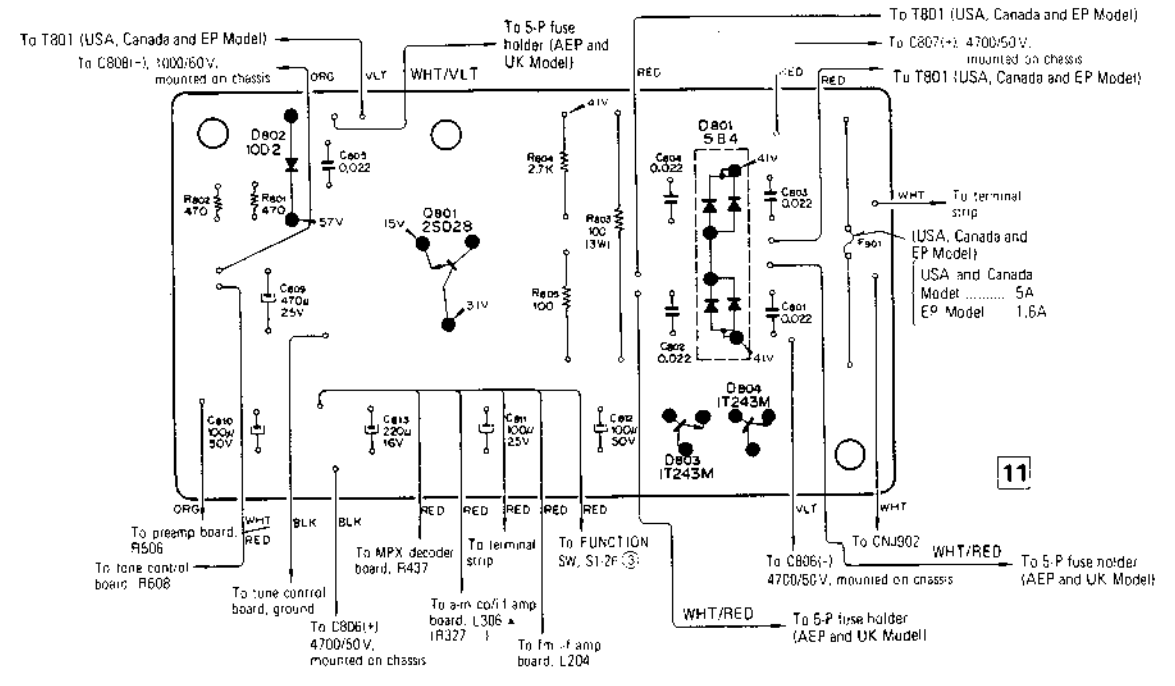 To T801 (USA, Canada and EP Model)
To C808(-), 1000/60V,
mounted on chassis
ORG
VLT
WHT/VLT
To 5-P fuse
holder (AEP and
UK Model)
RED
To T801 (USA, Canada and EP Model)
To C807(+), 4700/50V,
mounted on chassis
To T801 (USA, Canada and EP Model)
RED
RED
D802
10D2
C805
0.022
R802
470
R801
470
57V
15V
Q801
2SD28
31V
41V
R804
2.7K
R803
100
(3W)
R805
100
C804
0.022
D801
5B4
41V
C803
0.022
C802
0.022
C801
0.022
41V
F901
WHT
To terminal
strip
(USA, Canada and
EP Model)
USA and Canada
Model .......... 5A
EP Model 1.6A
C809
470μ
25V
C810
100μ
50V
C813
220μ
16V
C811
100μ
25V
C812
100μ
50V
D803
1T243M
D804
1T243M
11
ORG
WHT
RED
BLK
BLK
RED
RED
RED
RED
RED
VLT
WHT
To preamp board,
R506
To tone control
board R608
To tone control
board, ground
To C806(+)
4700/50V,
mounted on chassis
To MPX decoder
board, R437
To a-m co/i-f amp
board, L306 ▲
(R327 )
To terminal
strip
To fm i-f amp
board, L204
To FUNCTION
SW, S1-2F ③
WHT/RED
To 5-P fuse holder
(AEP and UK Model)
To C806(-)
4700/50V, mounted on chassis
To CNJ902
WHT/RED
To 5-P fuse holder
(AEP and UK Model)